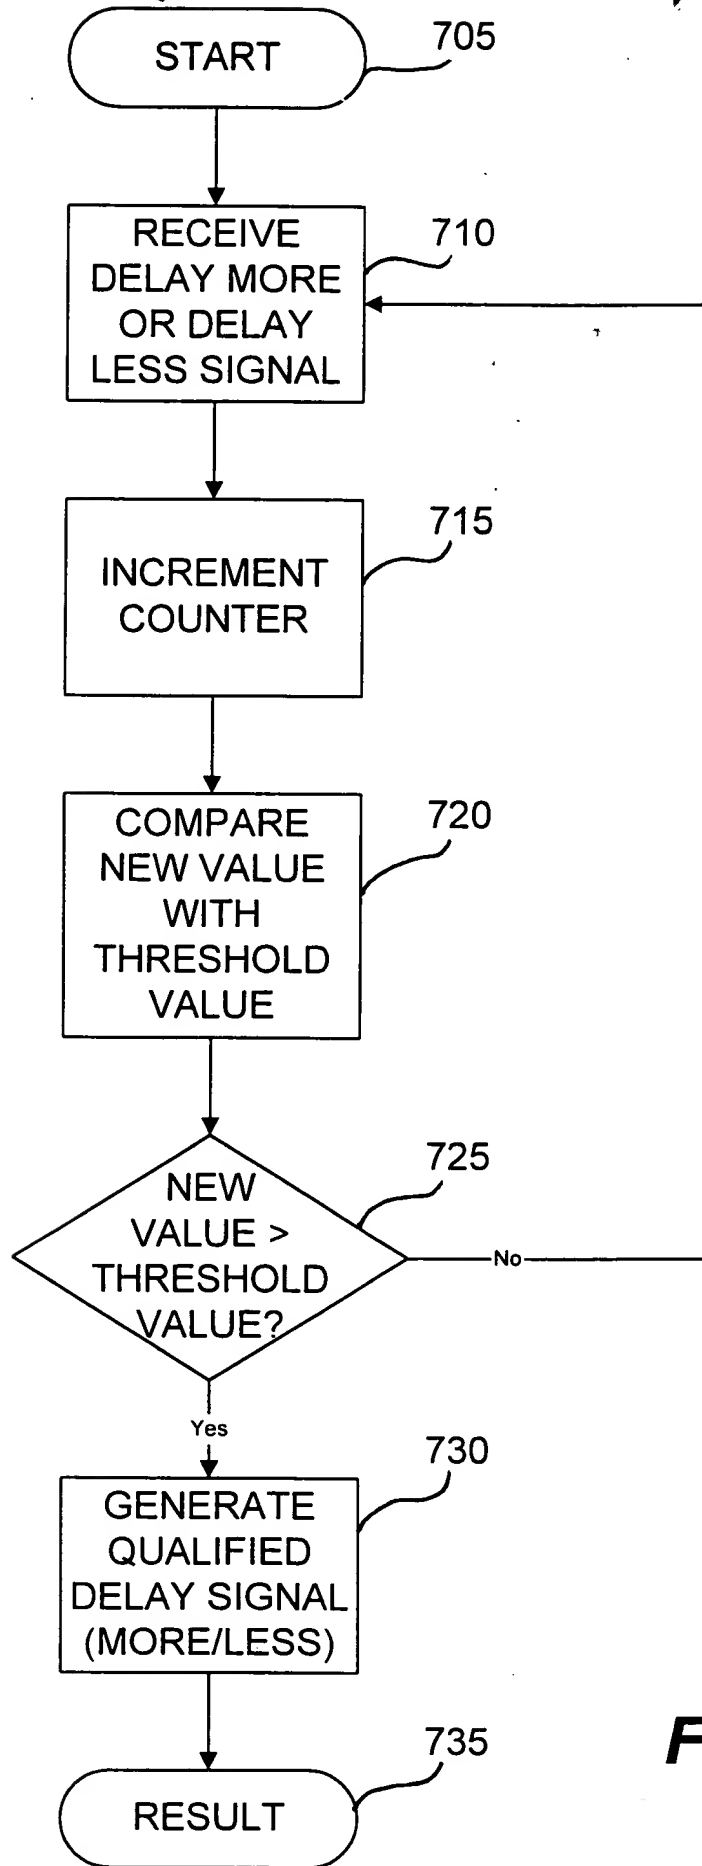 START
705
RECEIVE
DELAY MORE
OR DELAY
LESS SIGNAL
710
INCREMENT
COUNTER
715
COMPARE
NEW VALUE
WITH
THRESHOLD
VALUE
720
NEW
VALUE >
THRESHOLD
VALUE?
725
No
Yes
GENERATE
QUALIFIED
DELAY SIGNAL
(MORE/LESS)
730
RESULT
735
F